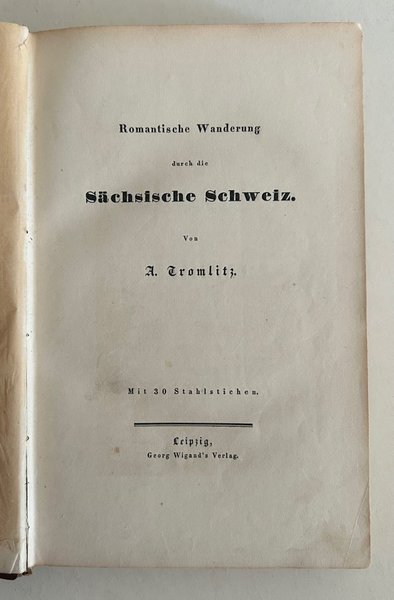 Romantische Wanderung
durch die
Sächsische Schweiz.
Von
A. Tromlitz.
Mit 30 Stahlstichen.
Leipzig,
Georg Wigand's Verlag.